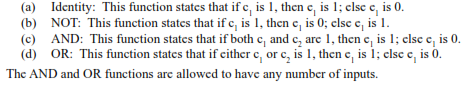 (a) Identity: This function states that if c₁ is 1, then e₁ is 1; else e₁ is 0.
(b) NOT: This function states that if c₁ is 1, then e₁ is 0; else e₁ is 1.
(c) AND: This function states that if both c₁ and c₂ are 1, then e₁ is 1; else e₁ is 0.
(d) OR: This function states that if either c₁ or c₂ is 1, then e₁ is 1; else e₁ is 0.
The AND and OR functions are allowed to have any number of inputs.